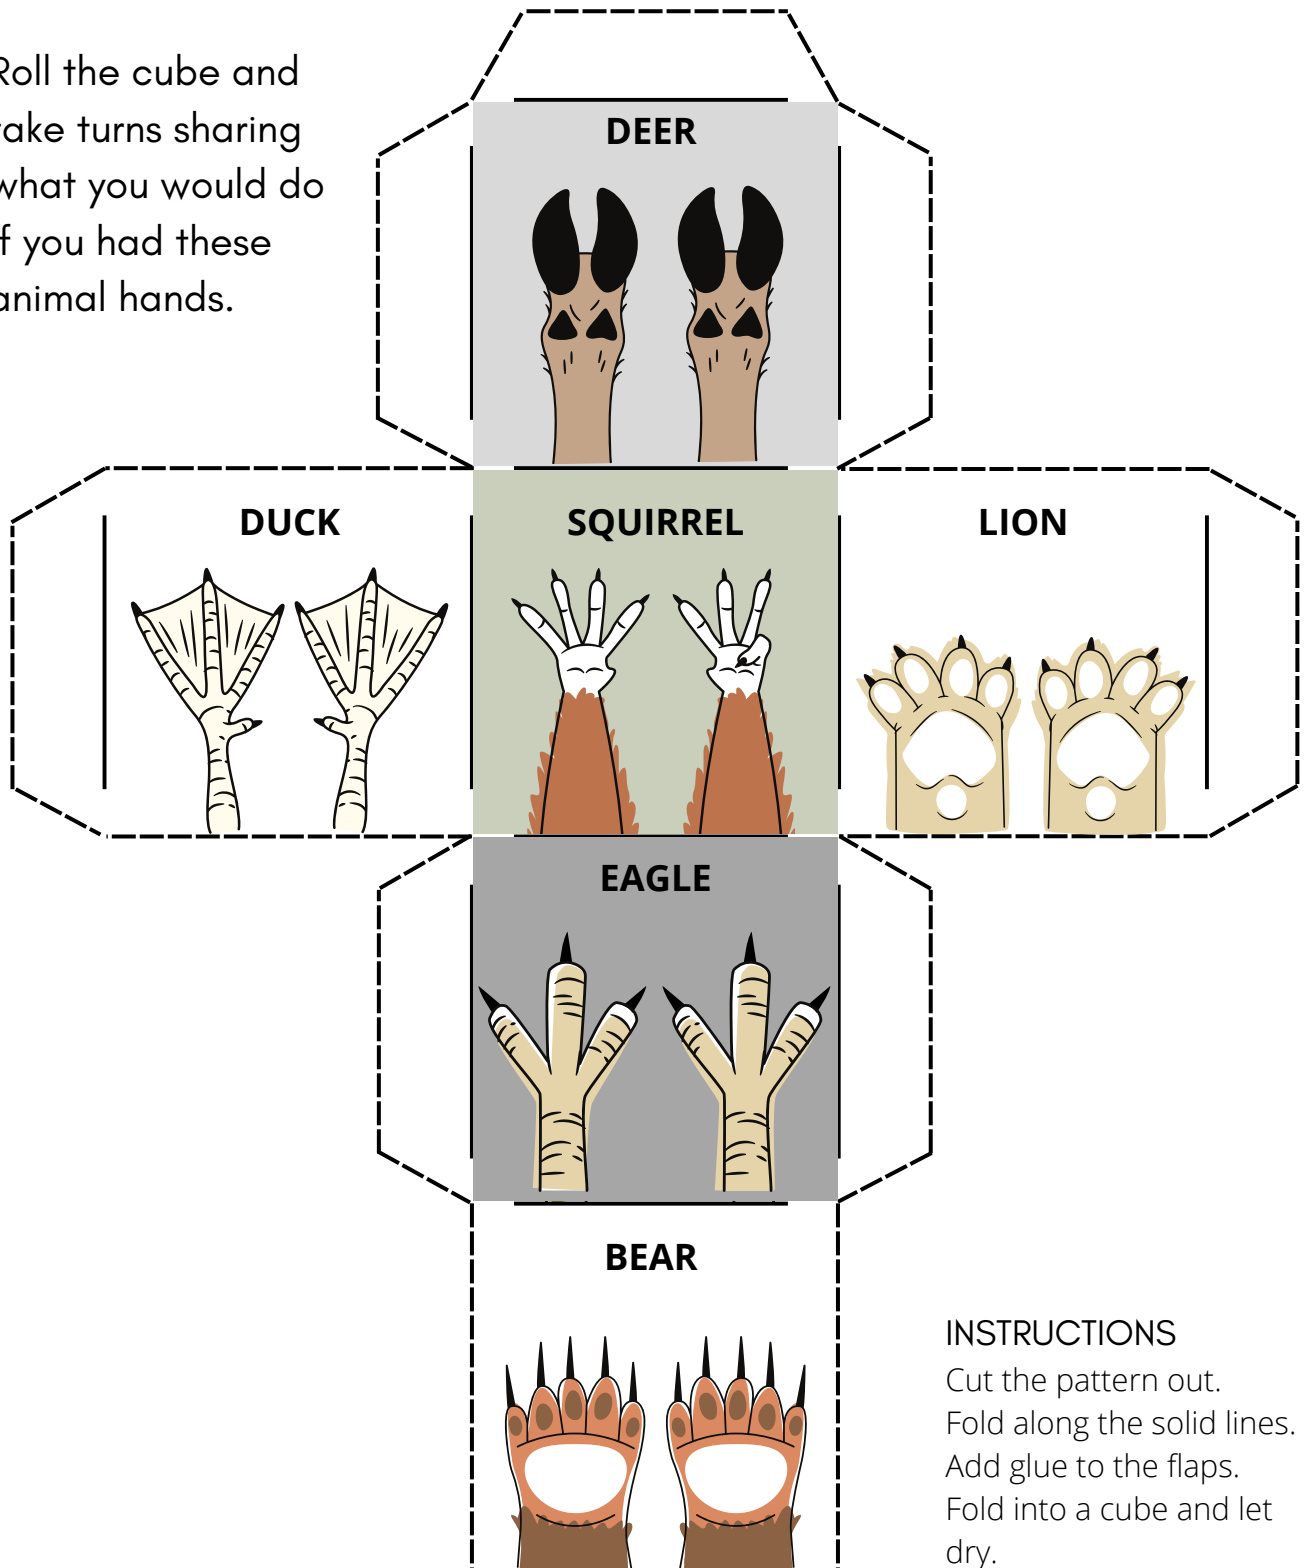 Roll the cube and
take turns sharing
what you would do
if you had these
animal hands.
DEER
DUCK
SQUIRREL
LION
EAGLE
BEAR
INSTRUCTIONS
Cut the pattern out.
Fold along the solid lines.
Add glue to the flaps.
Fold into a cube and let
dry.